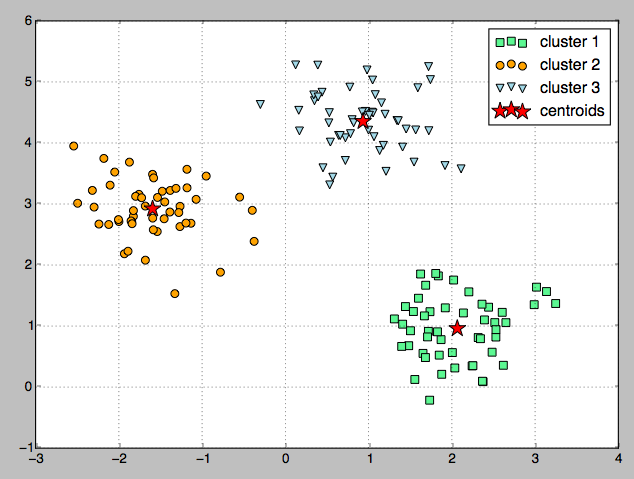 6
5
4
3
2
1
0
−1
−3 −2 −1 0 1 2 3 4
cluster 1
cluster 2
cluster 3
centroids